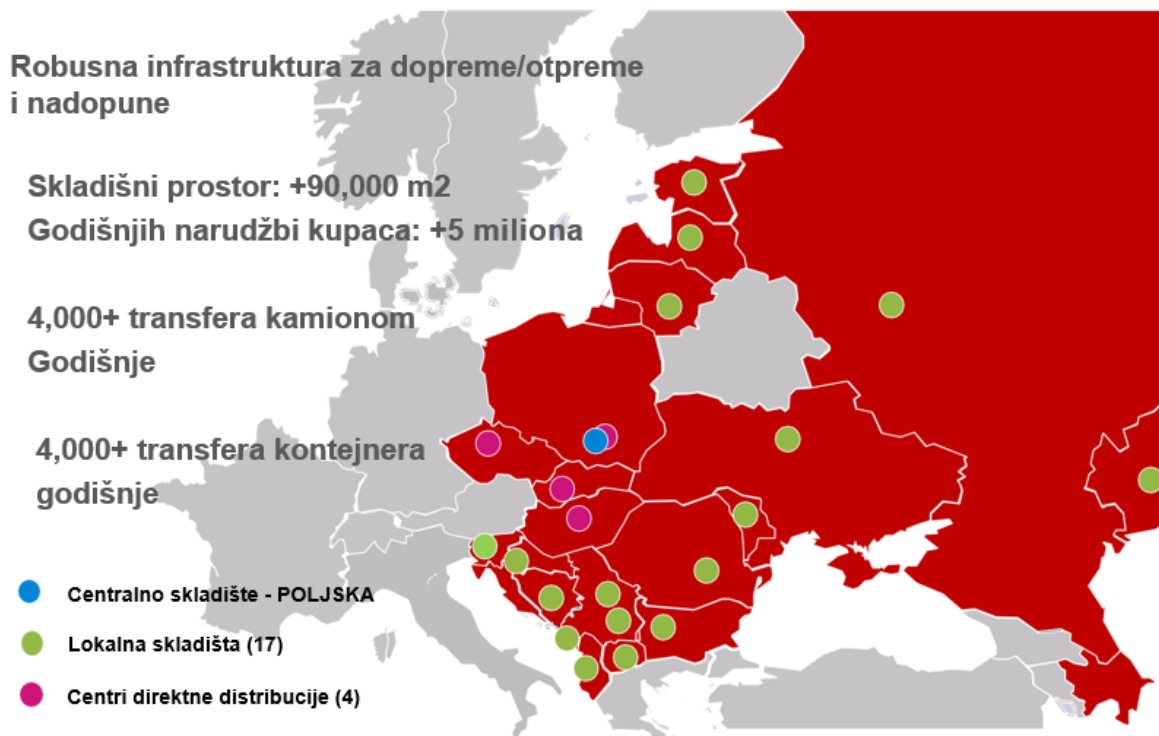 Robusna infrastruktura za dopreme/otpreme
i nadopune
Skladišni prostor: +90,000 m2
Godišnjih narudžbi kupaca: +5 miliona
4,000+ transfera kamionom
Godišnje
4,000+ transfera kontejnera
godišnje
Centralno skladište - POLJSKA
Lokalna skladišta (17)
Centri direktne distribucije (4)